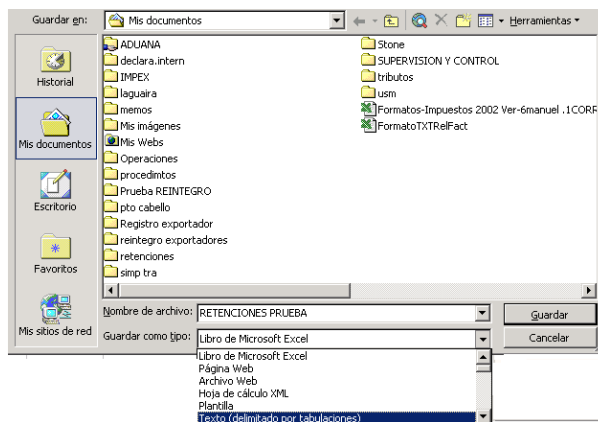 Guardar en:
Mis documentos
Herramientas
Historial
Mis documentos
Escritorio
Favoritos
Mis sitios de red
ADUANA
declara.intern
IMPEX
laguaira
memos
Mis imágenes
Mis Webs
Operaciones
procedimtos
Prueba REINTEGRO
pto cabello
Registro exportador
reintegro exportadores
retenciones
simp tra
Stone
SUPERVISION Y CONTROL
tributos
usm
Formatos-Impuestos 2002 Ver-6manuel .1CORR
FormatoTXTRelFact
Nombre de archivo: RETENCIONES PRUEBA
Guardar
Guardar como tipo: Libro de Microsoft Excel
Cancelar
Libro de Microsoft Excel
Página Web
Archivo Web
Hoja de cálculo XML
Plantilla
Texto (delimitado por tabulaciones)